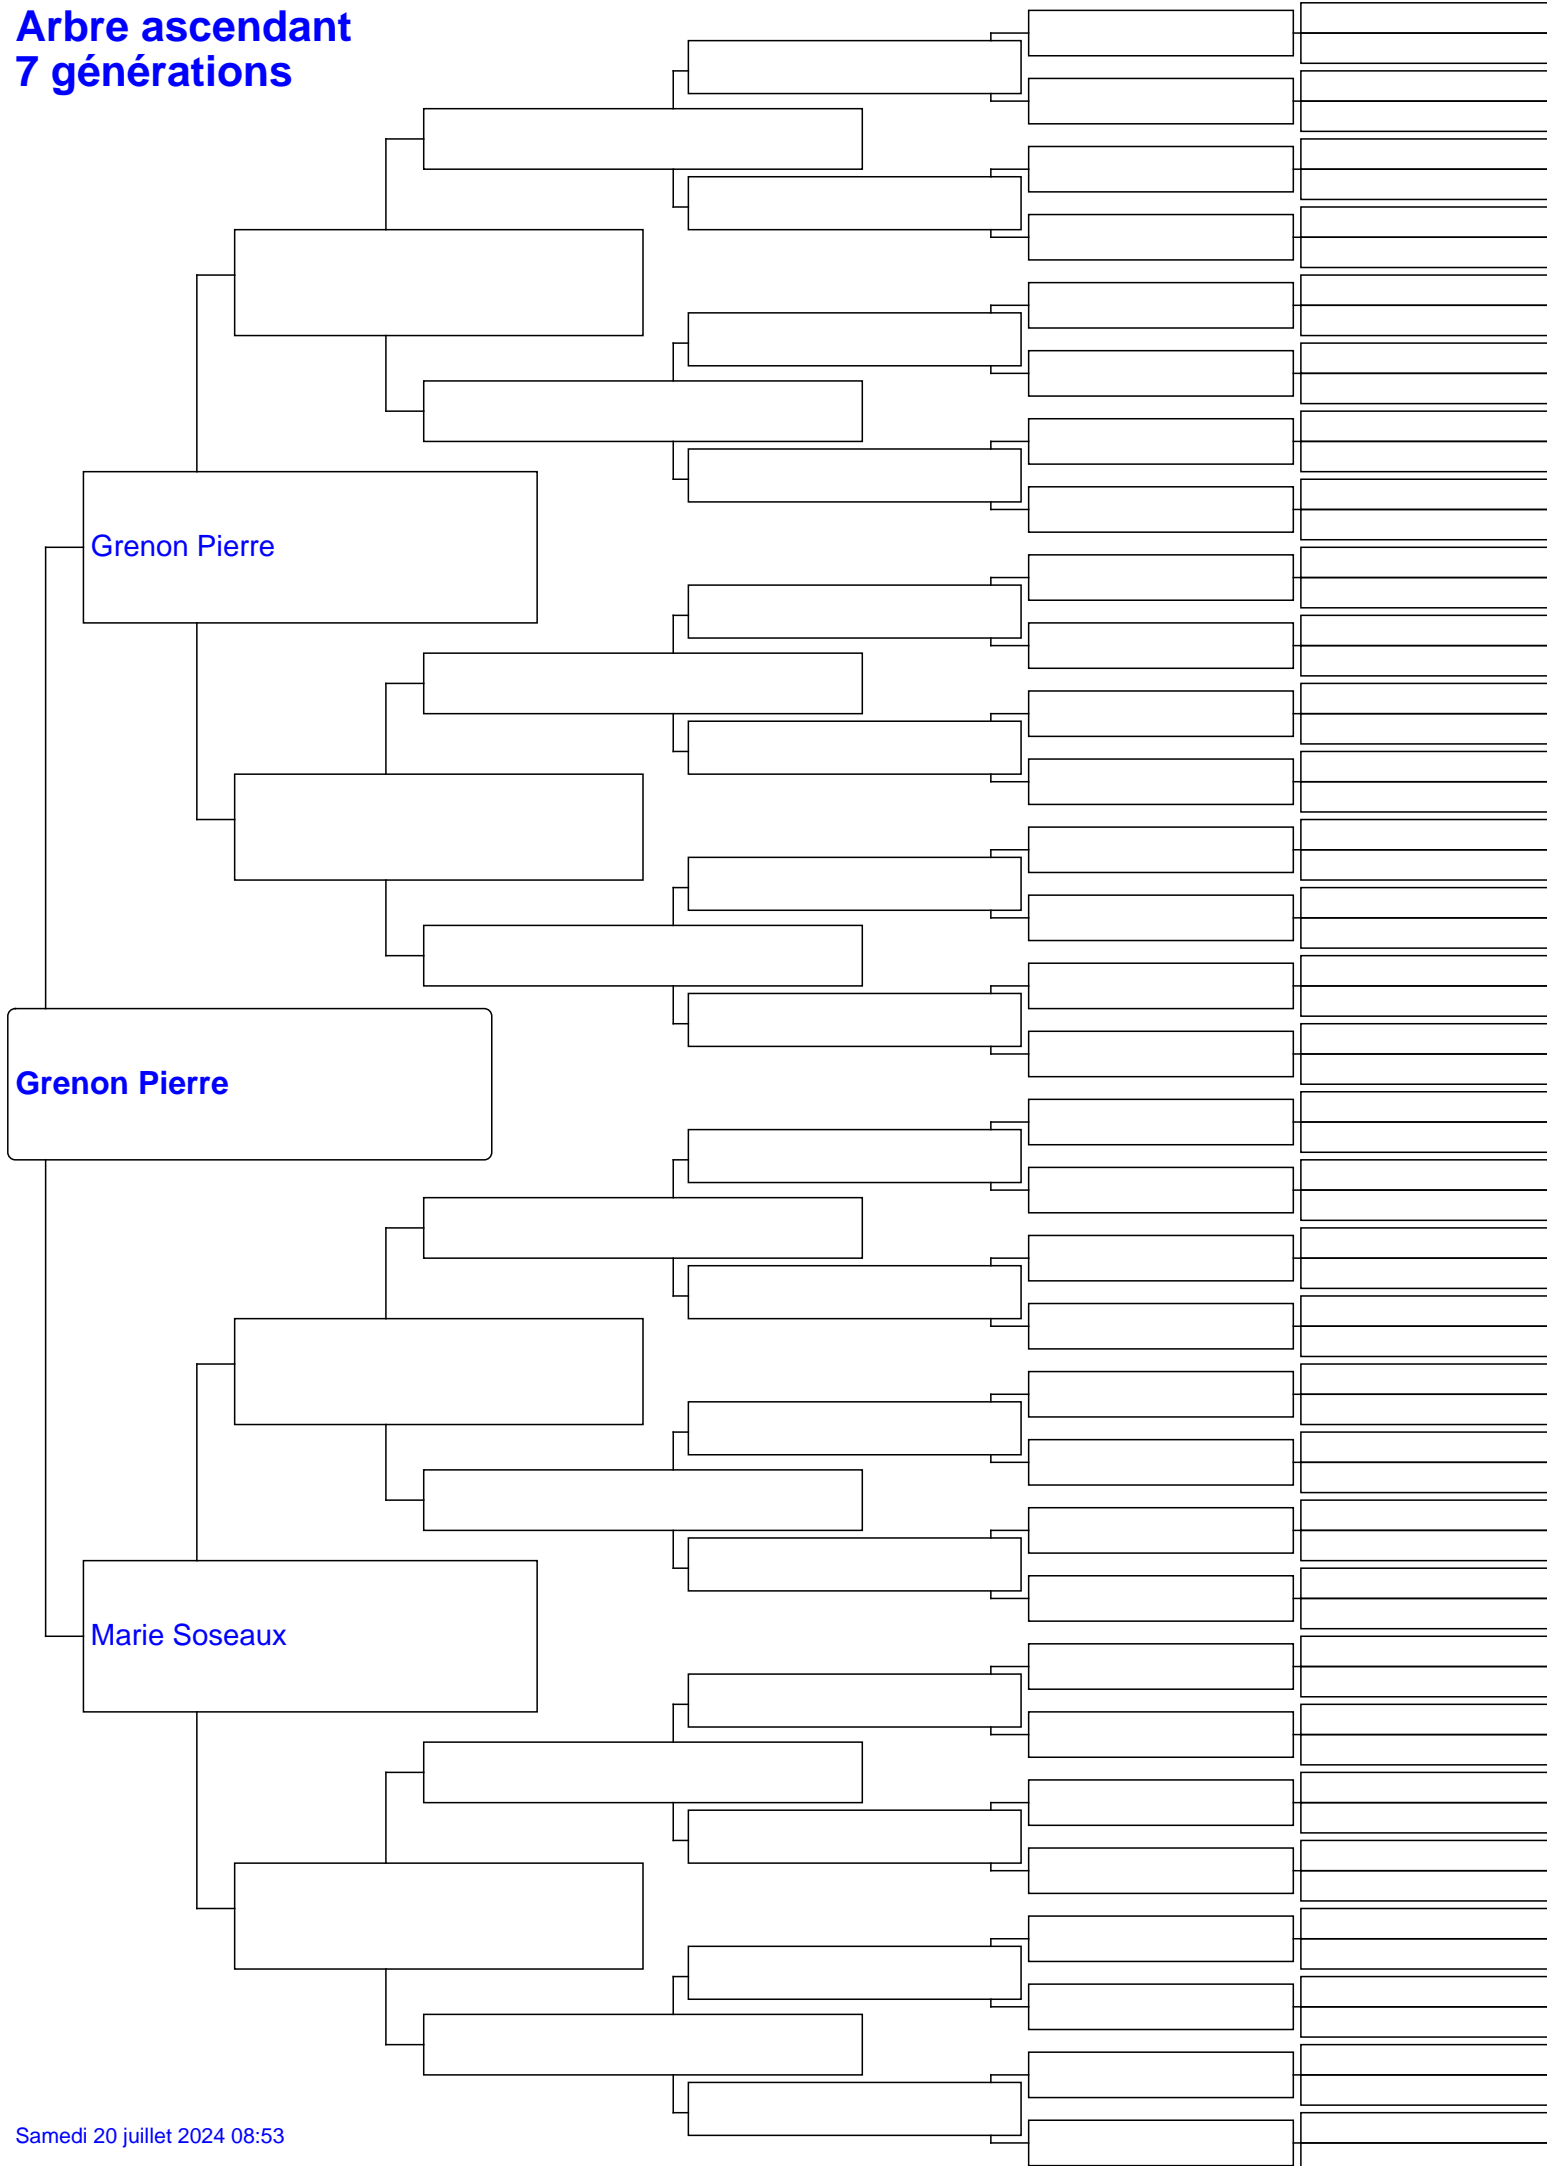 Arbre ascendant
7 générations
Grenon Pierre
Grenon Pierre
Marie Soseaux
Samedi 20 juillet 2024 08:53